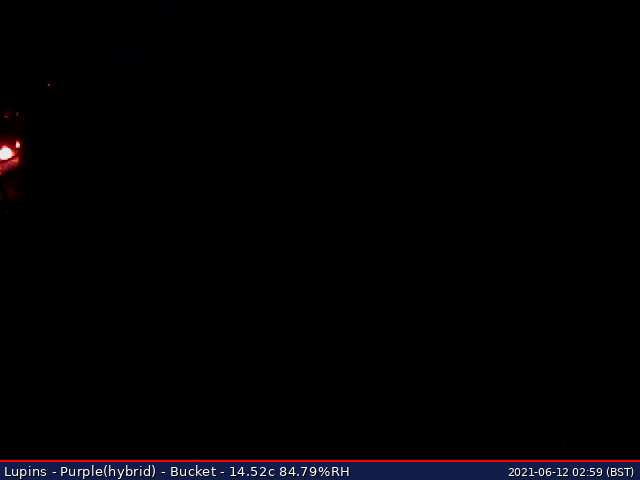 Lupins - Purple(hybrid) - Bucket - 14.52c 84.79%RH
2021-06-12 02:59 (BST)